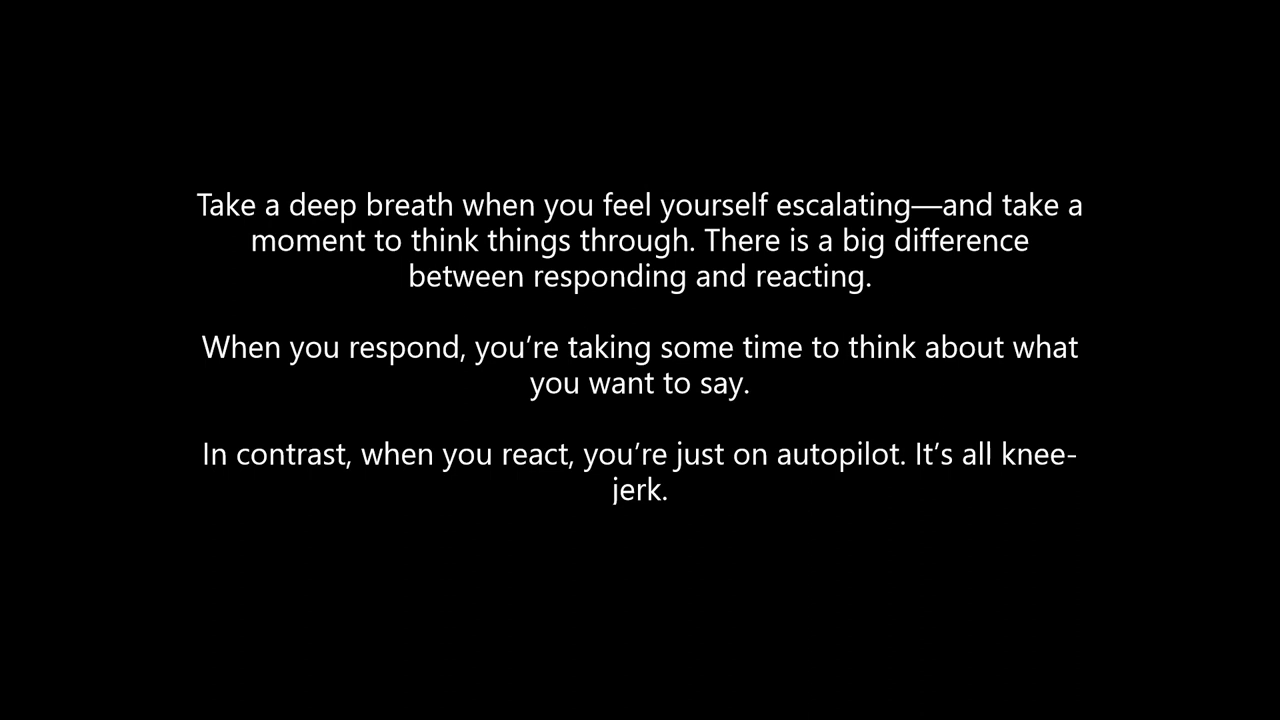 Take a deep breath when you feel yourself escalating—and take a
moment to think things through. There is a big difference
between responding and reacting.
When you respond, you’re taking some time to think about what
you want to say.
In contrast, when you react, you’re just on autopilot. It’s all knee-
jerk.